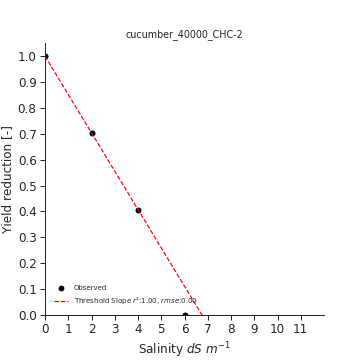 cucumber_40000_CHC-2
1.0
0.9
0.8
0.7
0.6
0.5
0.4
0.3
0.2
0.1
0.0
Yield reduction [-]
Observed
Threshold Slope r²:1.00, rmse:0.00
0 1 2 3 4 5 6 7 8 9 10 11
Salinity dS m⁻¹